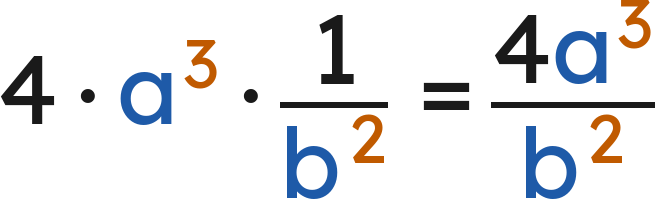 4 · a³ · 1/b² = 4a³/b²